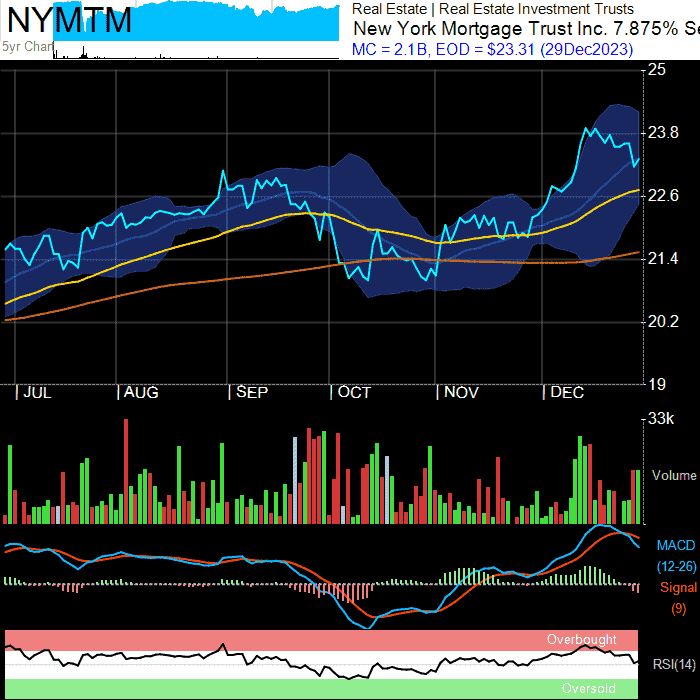 NYMTM
5yr Chart
Real Estate | Real Estate Investment Trusts
New York Mortgage Trust Inc. 7.875% Se
MC = 2.1B, EOD = $23.31 (29Dec2023)
25
23.8
22.6
21.4
20.2
19
| JUL | AUG | SEP | OCT | NOV | DEC
33k
Volume
MACD
(12-26)
Signal
(9)
Overbought
RSI(14)
Oversold